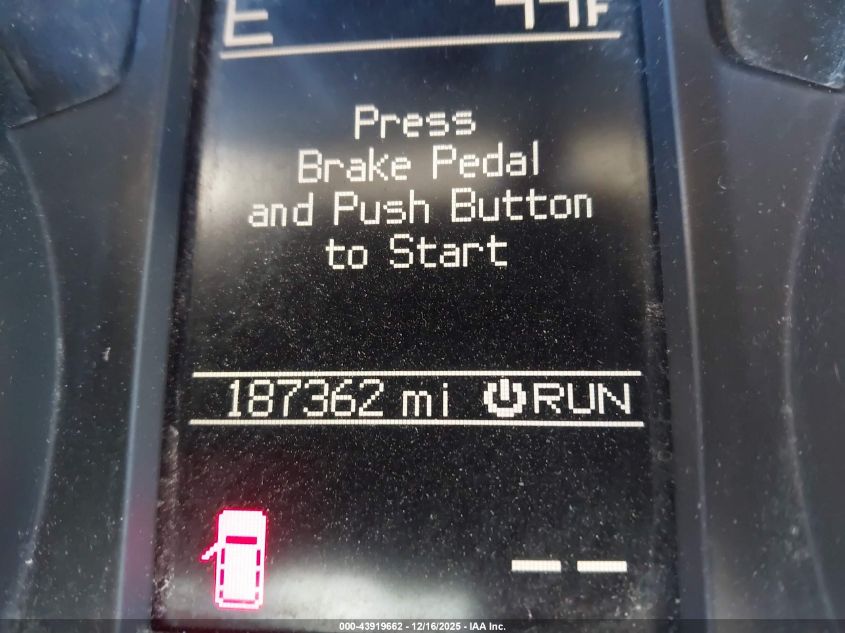 E
Press
Brake Pedal
and Push Button
to Start
187362 mi RUN
-- 
000-43919662 - 12/16/2025 - IAA Inc.